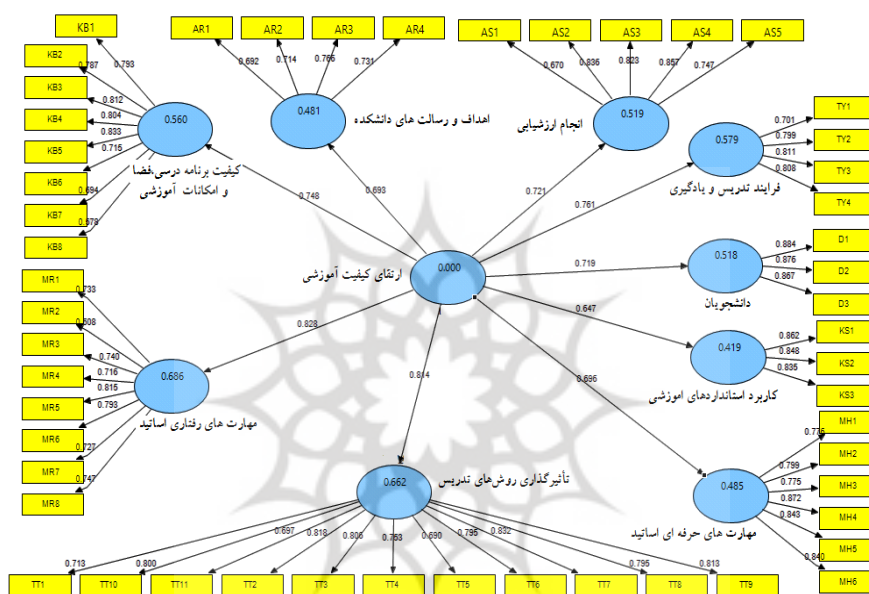 KB1
AR1
AR2
AR3
AR4
AS1
AS2
AS3
AS4
AS5
KB2
KB3
KB4
KB5
KB6
KB7
KB8
0.793
0.787
0.812
0.804
0.833
0.715
0.694
0.578
0.560
کیفیت برنامه درسی،فضا
و امکانات آموزشی
0.692
0.714
0.766
0.731
0.481
اهداف و رسالت های دانشکده
0.670
0.836
0.823
0.857
0.747
0.519
انجام ارزشیابی
TY1
TY2
TY3
TY4
0.701
0.799
0.811
0.808
0.579
فرایند تدریس و یادگیری
0.748
0.693
0.721
0.761
0.719
0.647
0.696
0.814
0.828
0.000
ارتقای کیفیت آموزشی
D1
D2
D3
0.884
0.876
0.867
0.518
دانشجویان
KS1
KS2
KS3
0.862
0.848
0.835
0.419
کاربرد استانداردهای اموزشی
MR1
MR2
MR3
MR4
MR5
MR6
MR7
MR8
0.733
0.608
0.740
0.716
0.815
0.793
0.727
0.747
0.686
مهارت های رفتاری اساتید
MH1
MH2
MH3
MH4
MH5
MH6
0.776
0.799
0.775
0.872
0.843
0.840
0.485
مهارت های حرفه ای اساتید
0.662
تأثیرگذاری روش‌های تدریس
0.713
0.800
0.697
0.818
0.806
0.763
0.690
0.795
0.832
0.795
0.813
TT1
TT10
TT11
TT2
TT3
TT4
TT5
TT6
TT7
TT8
TT9